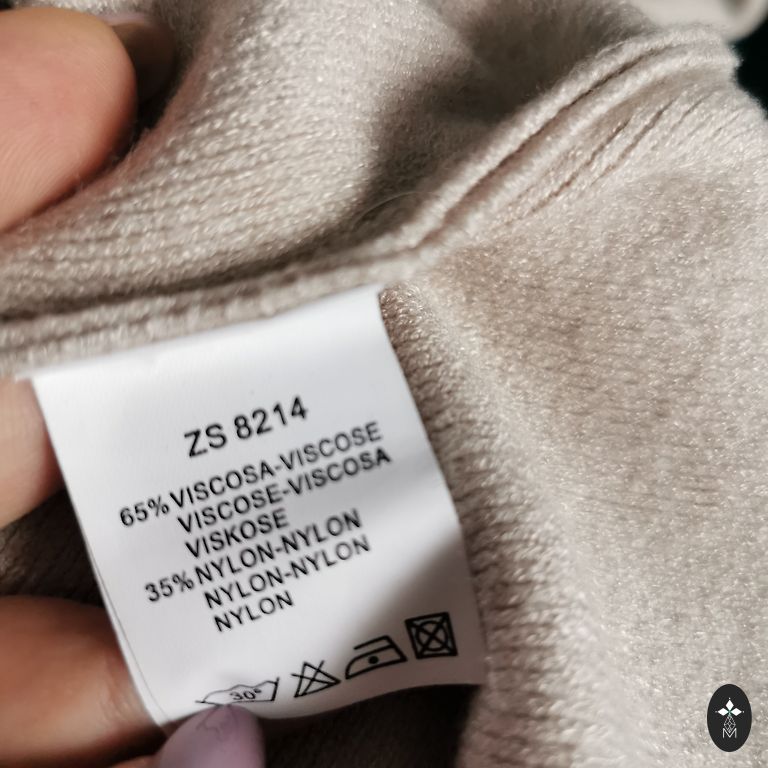 ZS 8214
65% VISCOSA-VISCOSE
VISCOSE-VISCOSA
VISKOSE
35% NYLON-NYLON
NYLON-NYLON
NYLON
30°
M